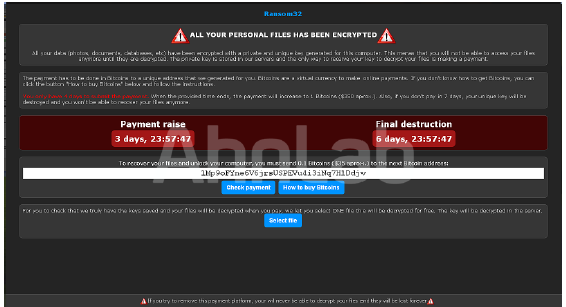 Ransom32
ALL YOUR PERSONAL FILES HAS BEEN ENCRYPTED
All your data (photos, documents, databases, etc) have been encrypted with a private and unique key generated for this computer. This means that you will not be able to access your files
anymore until they are decrypted. The private key is stored in our servers and the only way to receive your key to decrypt your files is making a payment.
The payment has to be done in Bitcoins to a unique address that we generated for you. Bitcoins are a virtual currency to make online payments. If you don't know how to get Bitcoins, you can
click the button "How to buy Bitcoins" below and follow the instructions.
When the provided time ends, the payment will increase to 1 Bitcoins ($350 aprox.). Also, if you don't pay in 7 days, your unique key will be
destroyed and you won't be able to recover your files anymore.
Payment raise
Final destruction
3 days, 23:57:47
6 days, 23:57:47
AhnLab
To recover your files and unlock your computer, you must send 0.1 Bitcoins ($35 aprox.) to the next Bitcoin address:
Check payment
How to buy Bitcoins
For you to check that we truly have the keys saved and your files will be decrypted when you pay, we let you select ONE file that will be decrypted for free. The key will be decrypted in the server.
Select file
If you try to remove this payment platform, your will never be able to decrypt your files and they will be lost forever